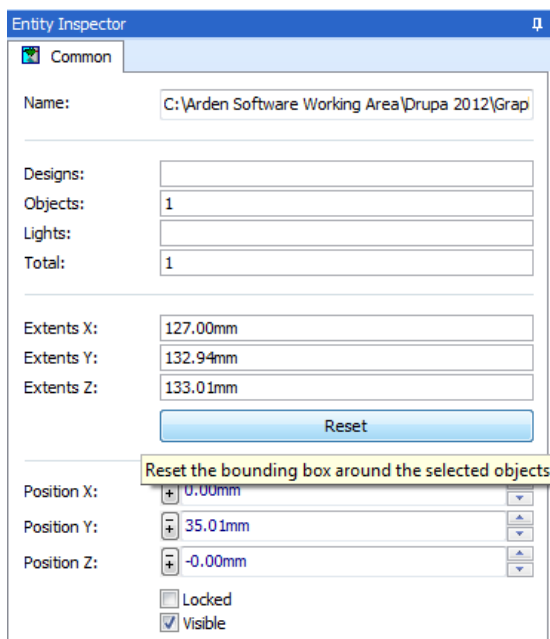 Entity Inspector
Common
Name: C:\Arden Software Working Area\Drupa 2012\Grap
Designs:
Objects: 1
Lights:
Total: 1
Extents X: 127.00mm
Extents Y: 132.94mm
Extents Z: 133.01mm
Reset
Reset the bounding box around the selected objects
Position X: 0.00mm
Position Y: 35.01mm
Position Z: -0.00mm
Locked
Visible